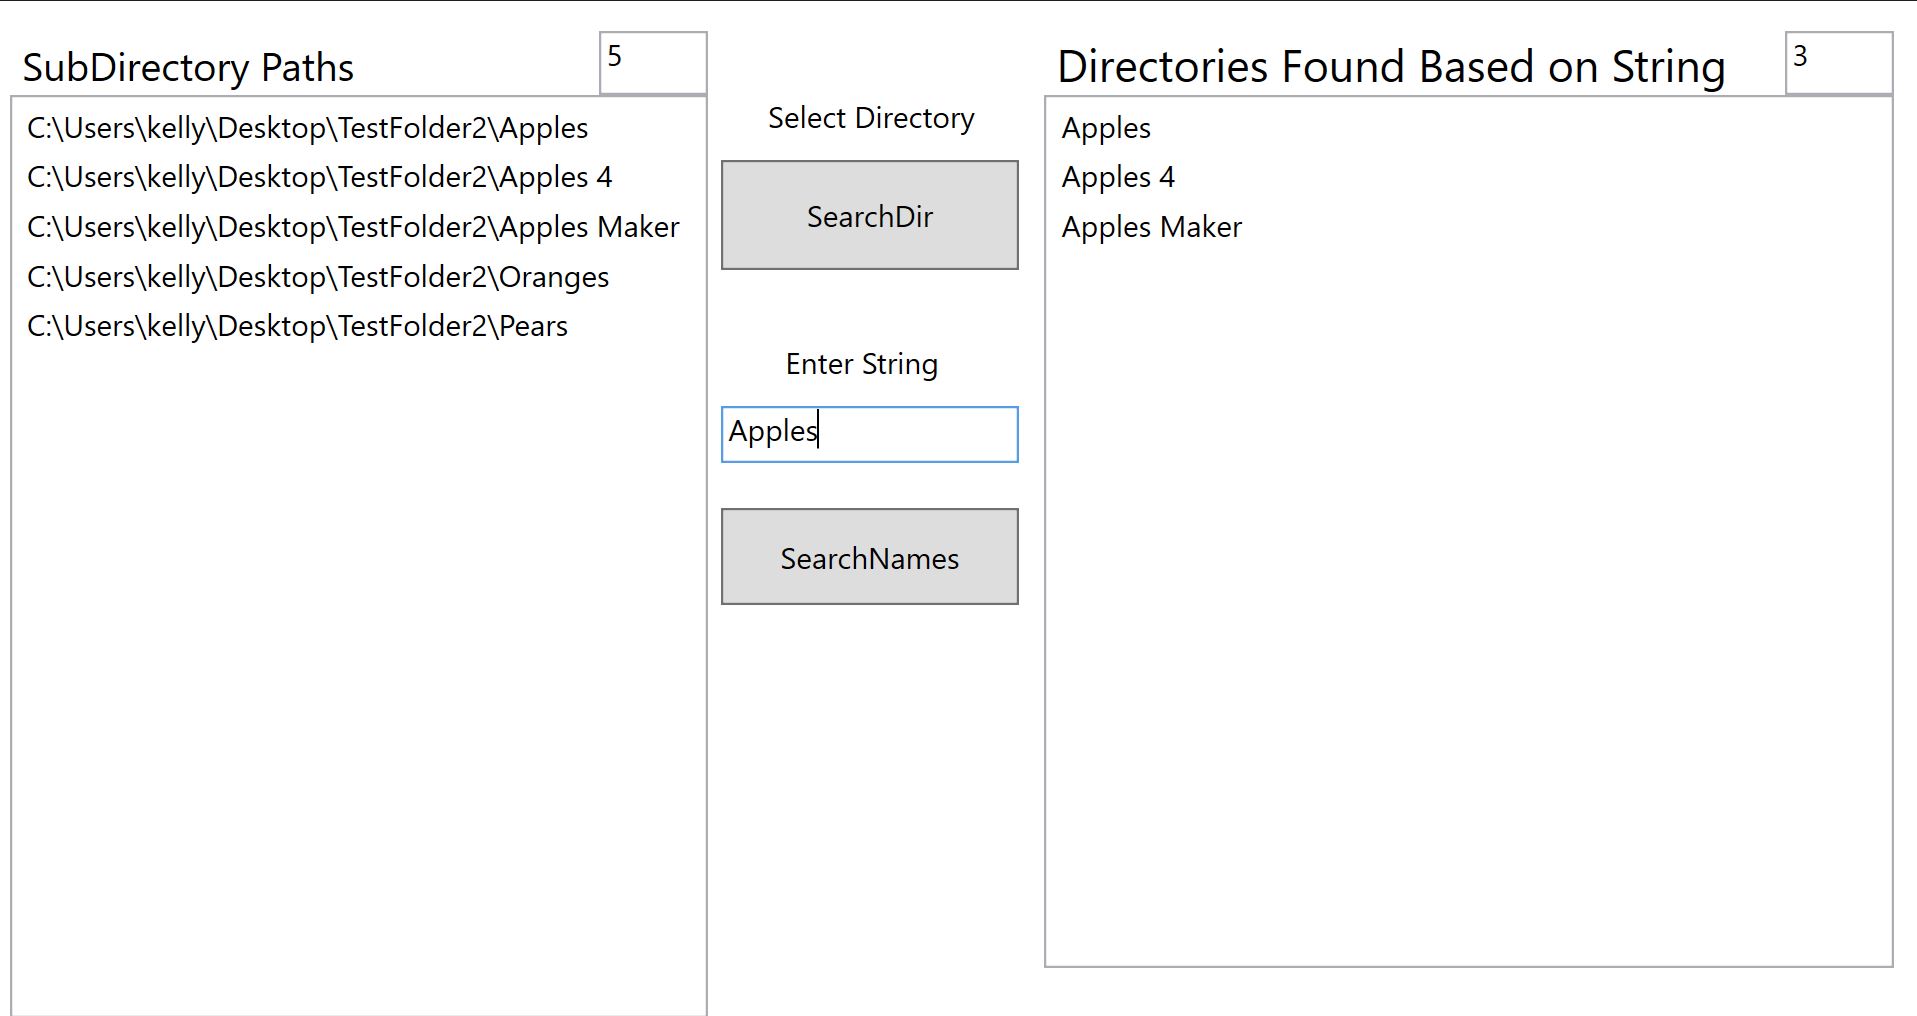 SubDirectory Paths
5
C:\Users\kelly\Desktop\TestFolder2\Apples
C:\Users\kelly\Desktop\TestFolder2\Apples 4
C:\Users\kelly\Desktop\TestFolder2\Apples Maker
C:\Users\kelly\Desktop\TestFolder2\Oranges
C:\Users\kelly\Desktop\TestFolder2\Pears
Select Directory
SearchDir
Enter String
Apples
SearchNames
Directories Found Based on String
3
Apples
Apples 4
Apples Maker